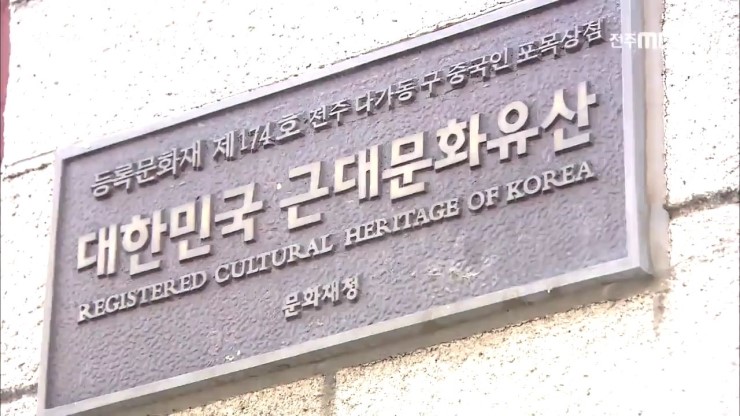 전주MBC
등록문화재 제174호 전주 다가동 구 중국인 포목상점
대한민국 근대문화유산
REGISTERED CULTURAL HERITAGE OF KOREA
문화재청